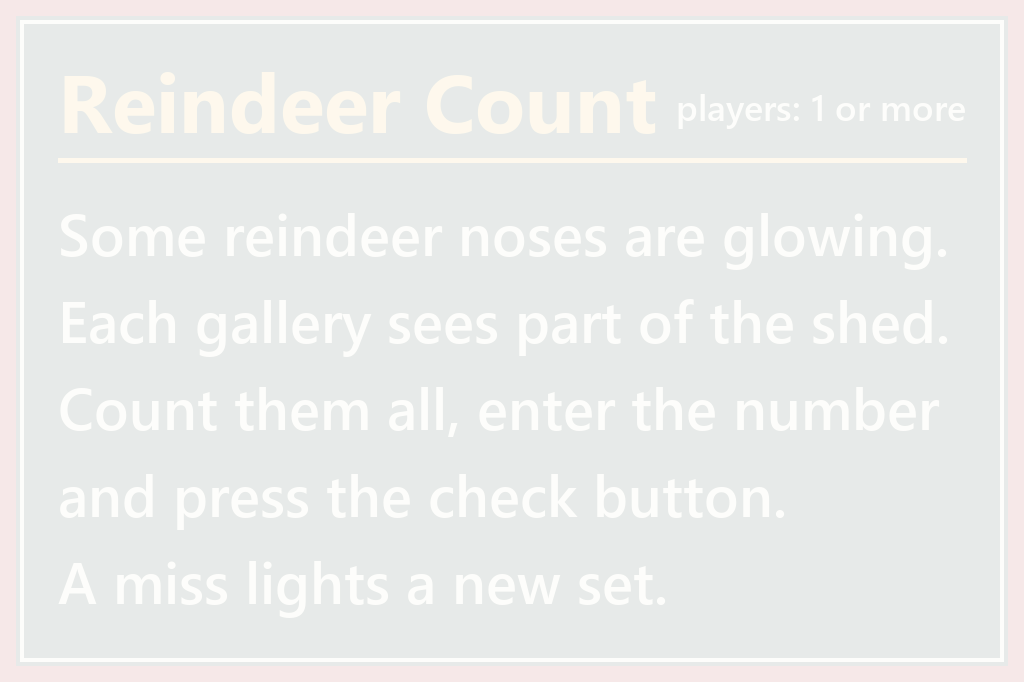 Reindeer Count players: 1 or more
Some reindeer noses are glowing.
Each gallery sees part of the shed.
Count them all, enter the number
and press the check button.
A miss lights a new set.